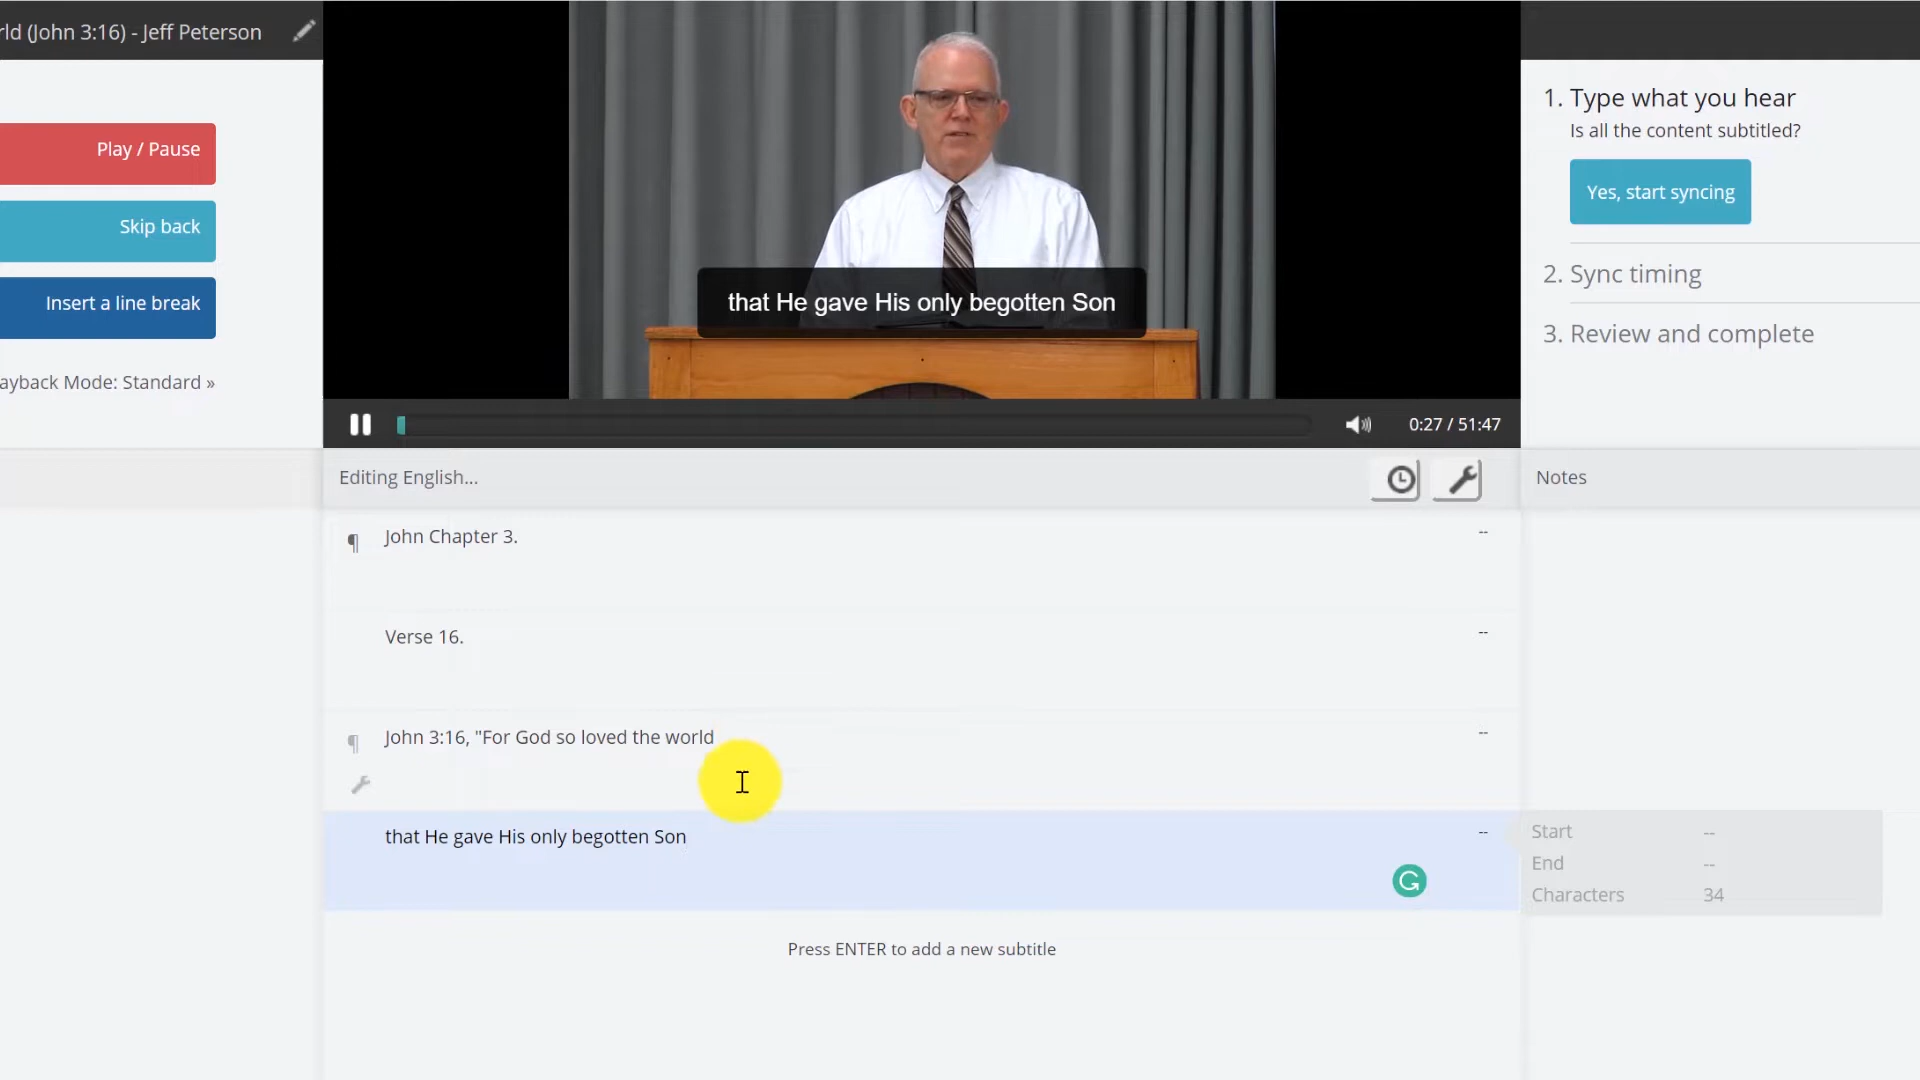 rld (John 3:16) - Jeff Peterson
Play / Pause
Skip back
Insert a line break
ayback Mode: Standard »
that He gave His only begotten Son
0:27 / 51:47
1. Type what you hear
Is all the content subtitled?
Yes, start syncing
2. Sync timing
3. Review and complete
Editing English...
Notes
¶ John Chapter 3. --
Verse 16. --
¶ John 3:16, "For God so loved the world --
that He gave His only begotten Son --
Start --
End --
Characters 34
Press ENTER to add a new subtitle